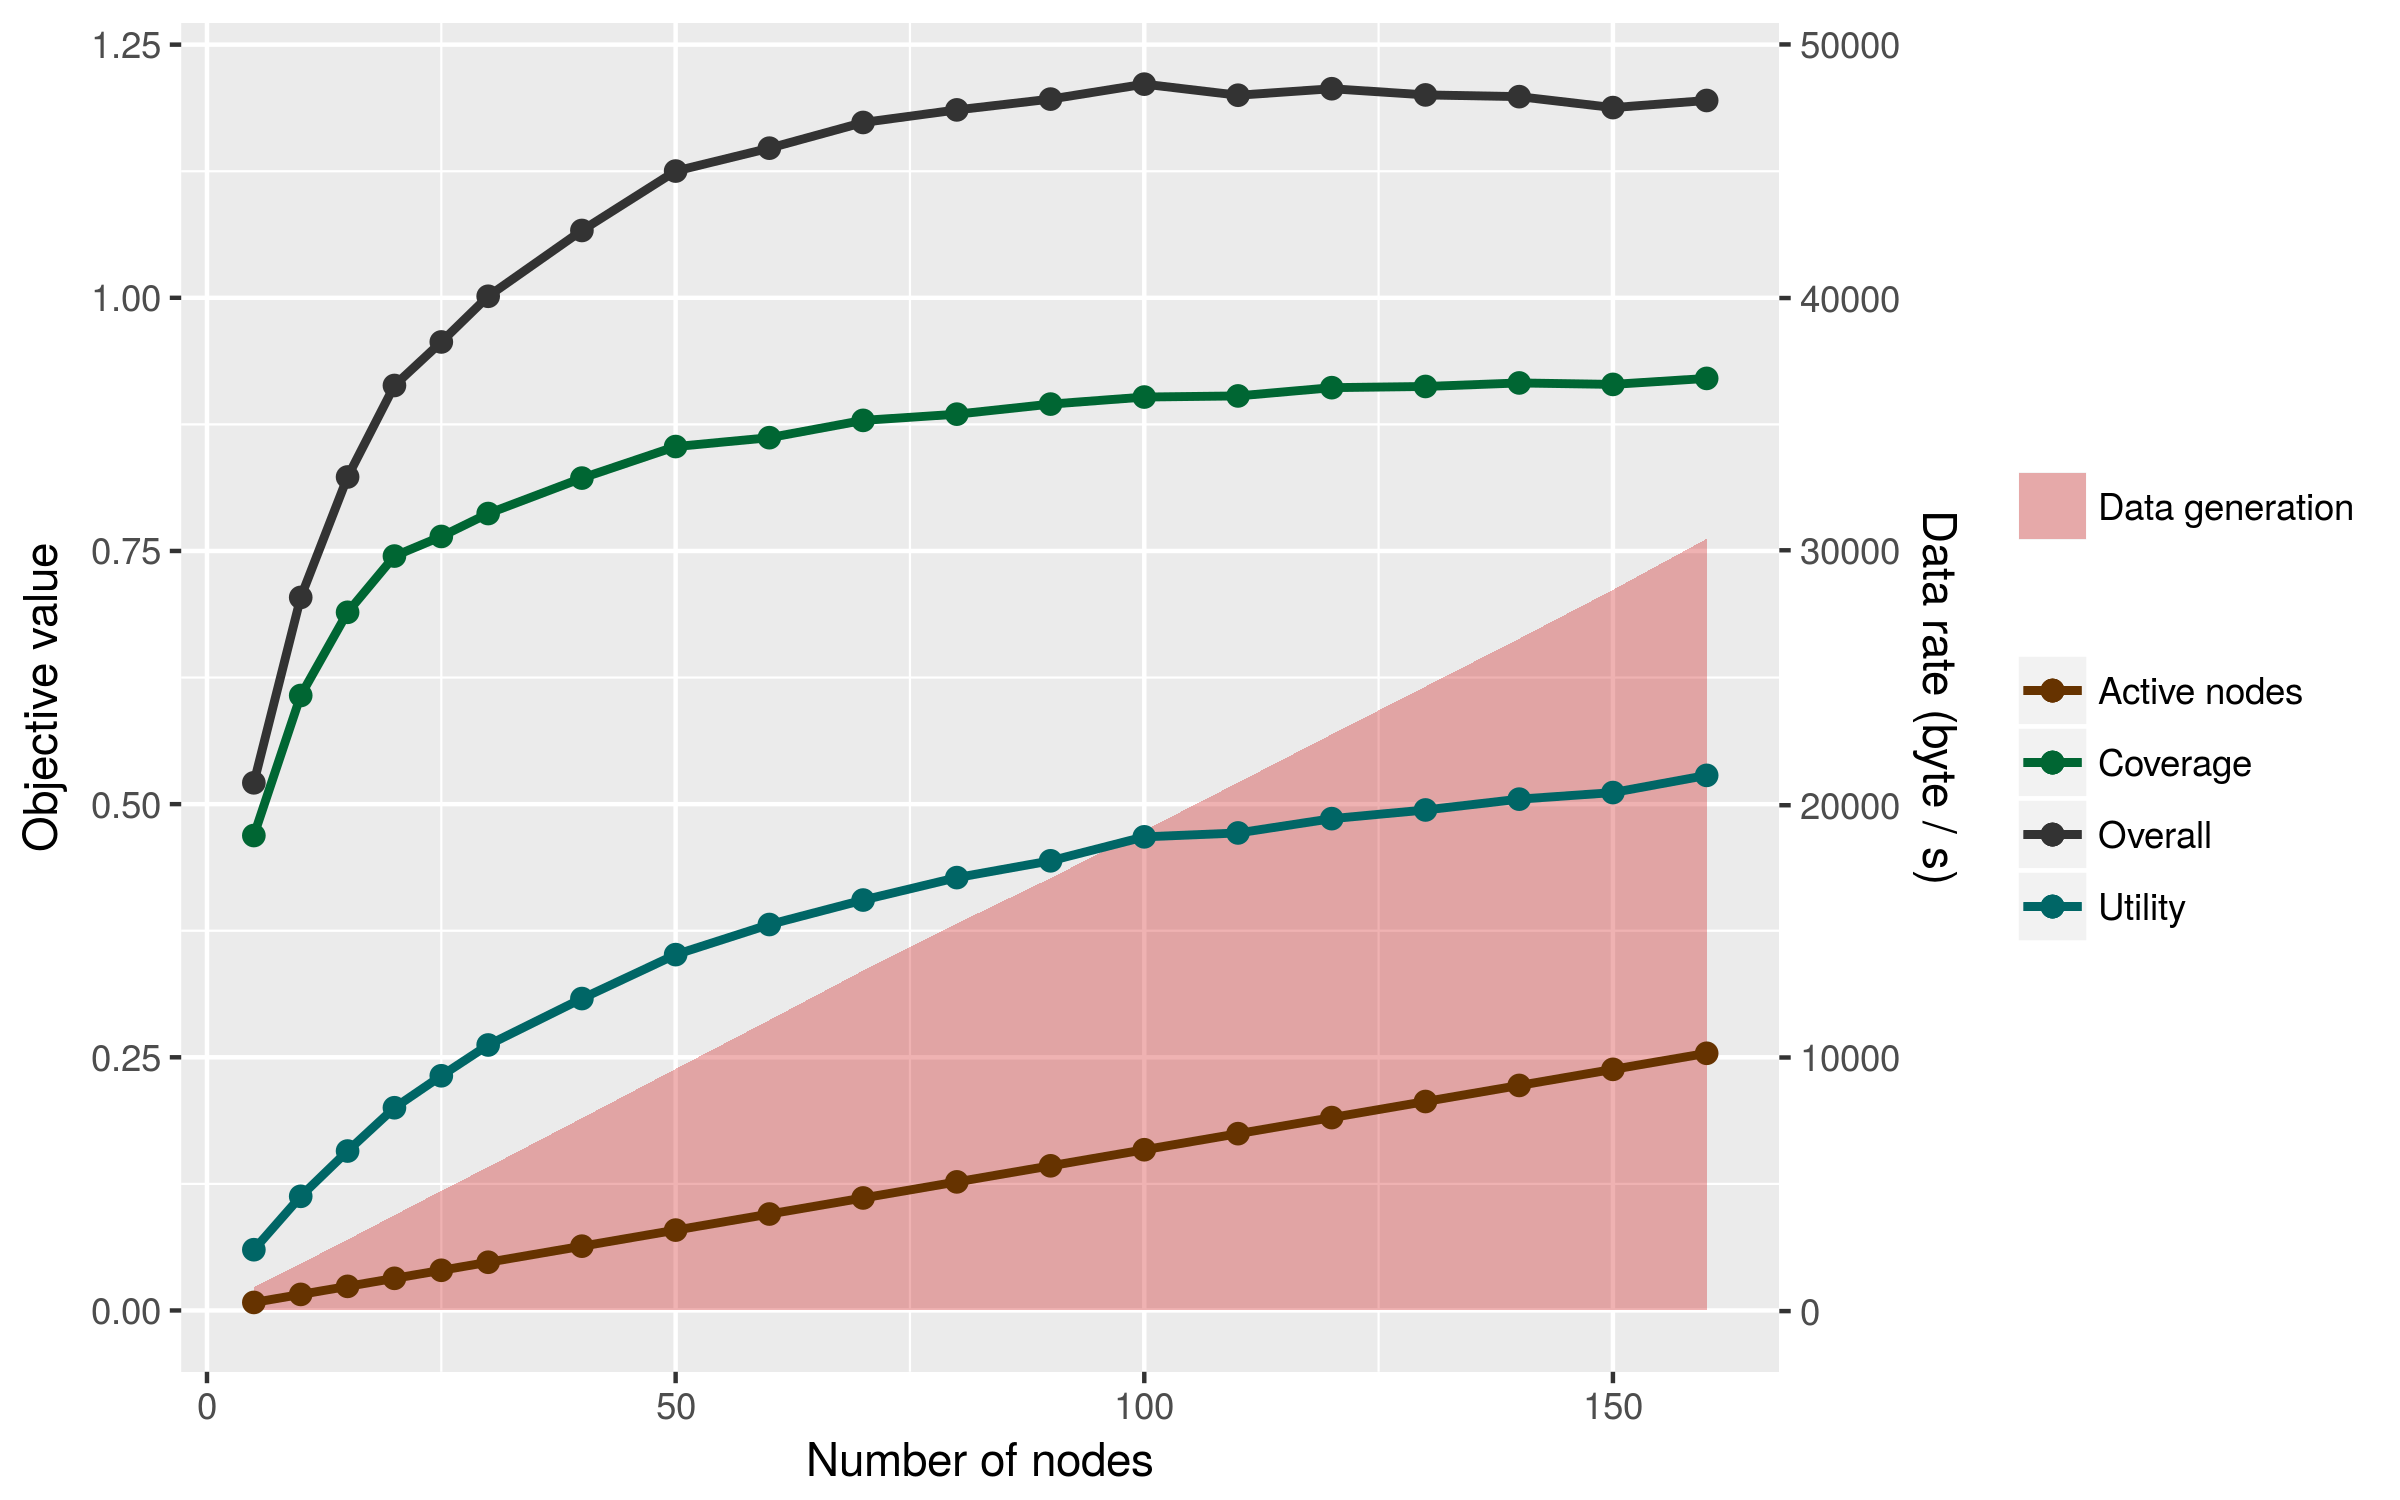 1.25
1.00
0.75
0.50
0.25
0.00
Objective value
0
50
100
150
Number of nodes
50000
40000
30000
20000
10000
0
Data rate (byte / s)
Data generation
Active nodes
Coverage
Overall
Utility